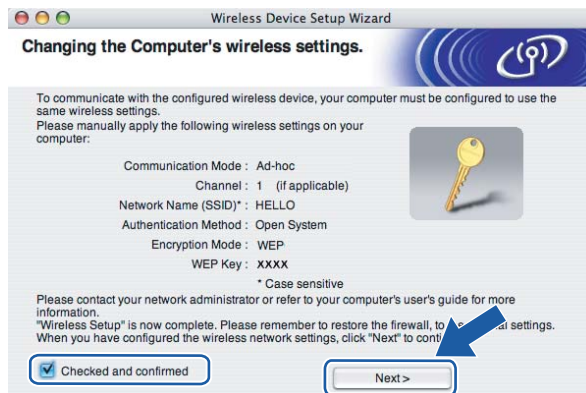 Wireless Device Setup Wizard
Changing the Computer's wireless settings.
To communicate with the configured wireless device, your computer must be configured to use the
same wireless settings.
Please manually apply the following wireless settings on your
computer:
Communication Mode : Ad-hoc
Channel : 1 (if applicable)
Network Name (SSID)* : HELLO
Authentication Method : Open System
Encryption Mode : WEP
WEP Key : XXXX
* Case sensitive
Please contact your network administrator or refer to your computer's user's guide for more
information.
"Wireless Setup" is now complete. Please remember to restore the firewall, to settings.
When you have configured the wireless network settings, click "Next" to
Checked and confirmed
Next >